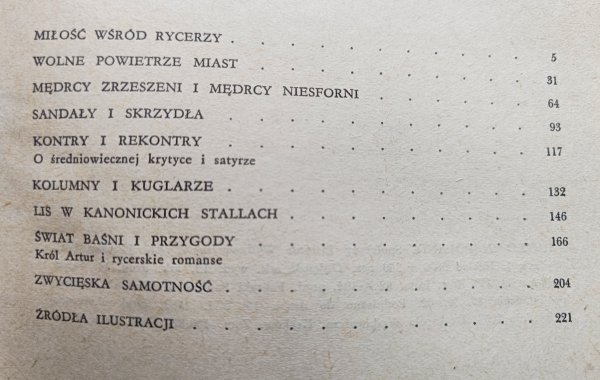 MIŁOŚĆ WŚRÓD RYCERZY . . . . . . . . . . 5
WOLNE POWIETRZE MIAST . . . . . . . . . 31
MĘDRCY ZRZESZENI I MĘDRCY NIESFORNI . . . . . 64
SANDAŁY I SKRZYDŁA . . . . . . . . . . 93
KONTRY I REKONTRY . . . . . . . . . . 117
O średniowiecznej krytyce i satyrze
KOLUMNY I KUGLARZE . . . . . . . . . . 132
LIS W KANONICKICH STALLACH . . . . . . . . 146
ŚWIAT BAŚNI I PRZYGODY . . . . . . . . . 166
Król Artur i rycerskie romanse
ZWYCIĘSKA SAMOTNOŚĆ . . . . . . . . . . 204
ŹRÓDŁA ILUSTRACJI . . . . . . . . . . . 221